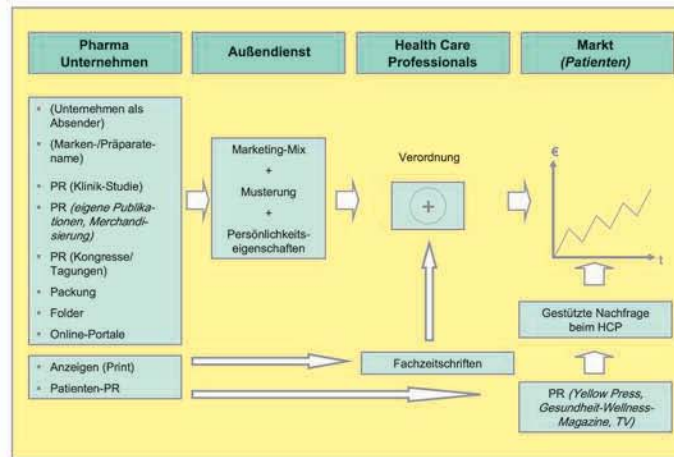 Pharma
Unternehmen
Außendienst
Health Care
Professionals
Markt
(Patienten)
(Unternehmen als
Absender)
(Marken-/Präparate-
name)
PR (Klinik-Studie)
PR (eigene Publika-
tionen, Merchandi-
sierung)
PR (Kongresse/
Tagungen)
Packung
Folder
Online-Portale
Anzeigen (Print)
Patienten-PR
Marketing-Mix
+
Musterung
+
Persönlichkeits-
eigenschaften
Verordnung
+
Fachzeitschriften
€
t
Gestützte Nachfrage
beim HCP
PR (Yellow Press,
Gesundheit-Wellness-
Magazine, TV)